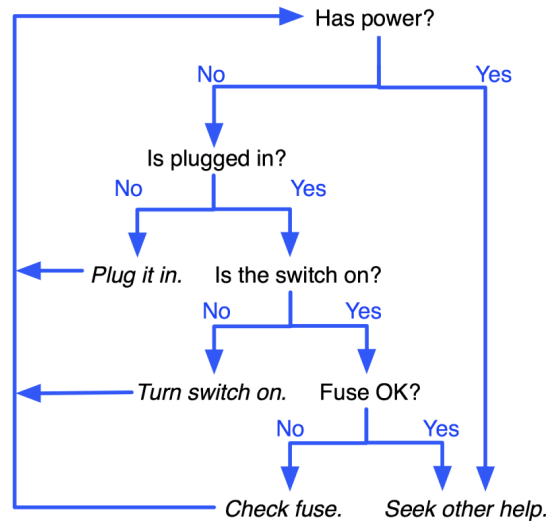 Has power?
No
Yes
Is plugged in?
No
Yes
Plug it in.
Is the switch on?
No
Yes
Turn switch on.
Fuse OK?
No
Yes
Check fuse.
Seek other help.